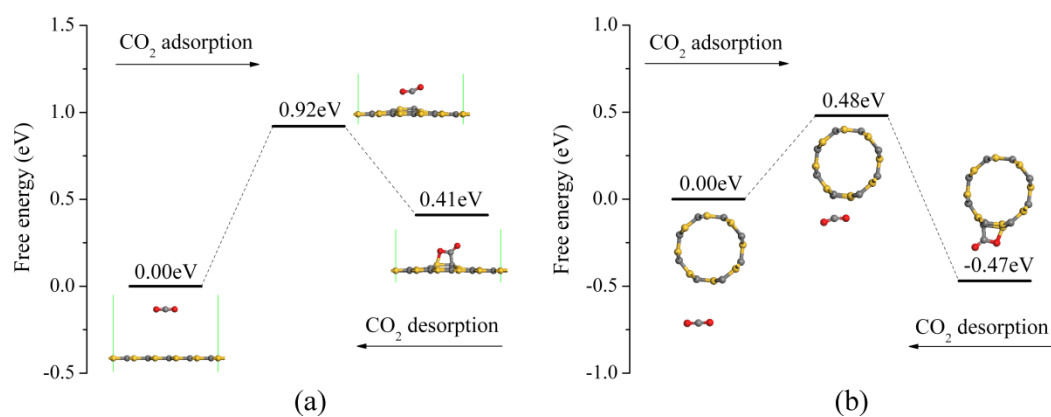 1.5
CO2 adsorption
1.0
0.92eV
0.5
0.41eV
0.00eV
0.0
CO2 desorption
-0.5
Free energy (eV)
(a)
1.0
CO2 adsorption
0.5
0.48eV
0.00eV
0.0
-0.47eV
-0.5
CO2 desorption
-1.0
Free energy (eV)
(b)